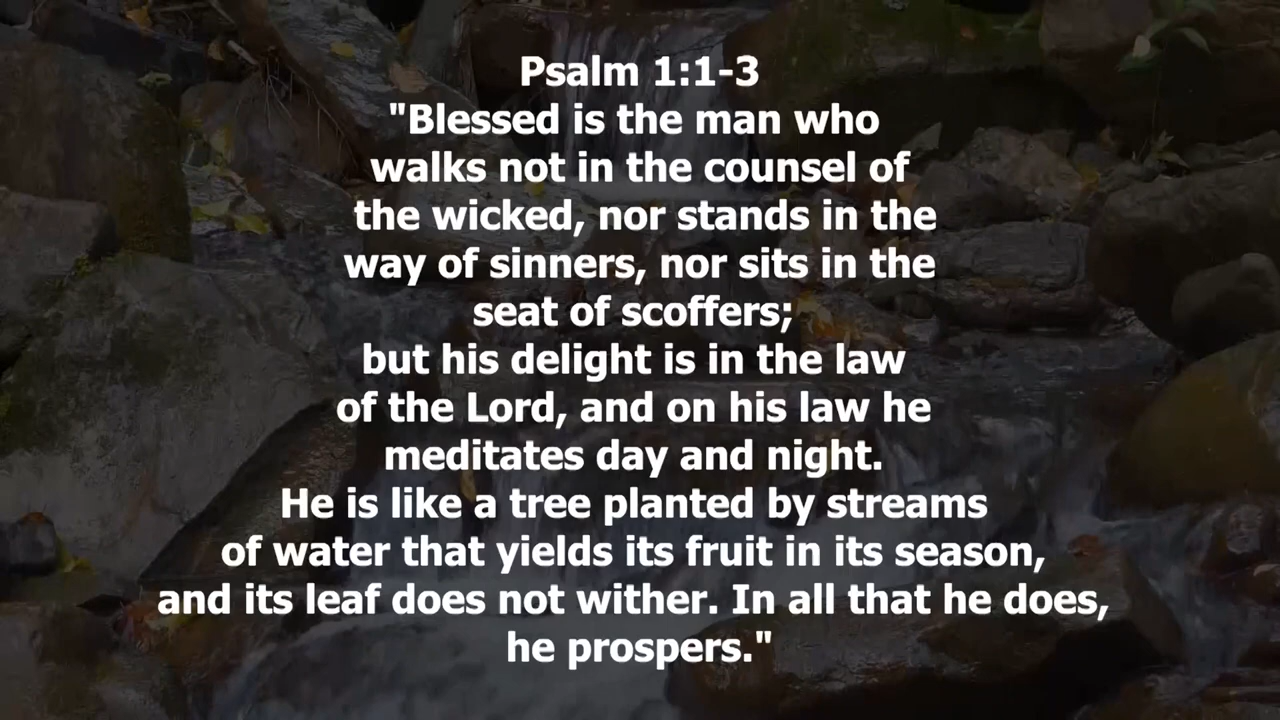 Psalm 1:1-3
"Blessed is the man who
walks not in the counsel of
the wicked, nor stands in the
way of sinners, nor sits in the
seat of scoffers;
but his delight is in the law
of the Lord, and on his law he
meditates day and night.
He is like a tree planted by streams
of water that yields its fruit in its season,
and its leaf does not wither. In all that he does,
he prospers."